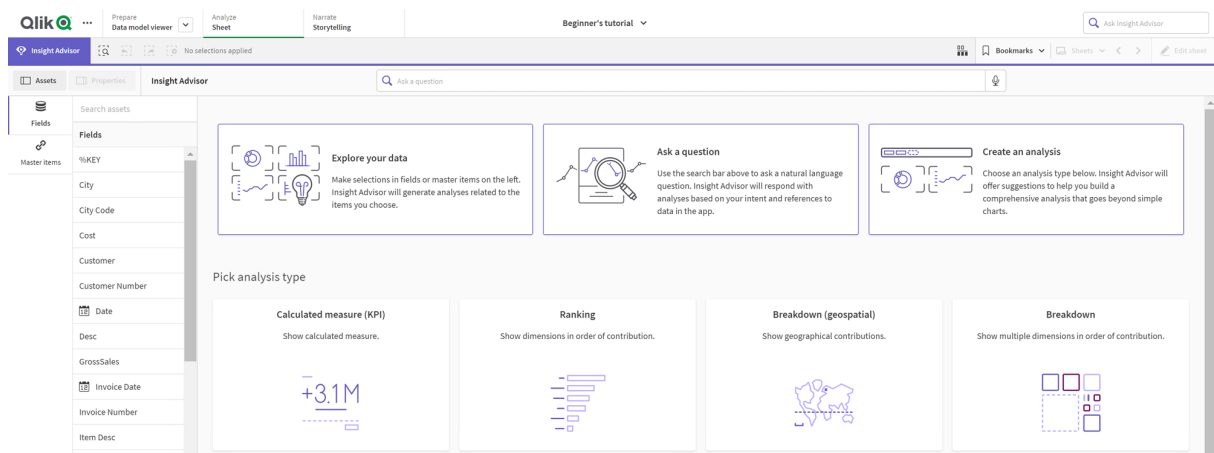 Qlik
Prepare
Data model viewer
Analyze
Sheet
Narrate
Storytelling
Beginner's tutorial
Ask Insight Advisor
Insight Advisor
No selections applied
Bookmarks
Sheets
Edit sheet
Assets
Properties
Insight Advisor
Ask a question
Fields
Master items
Search assets
Fields
%KEY
City
City Code
Cost
Customer
Customer Number
Date
Desc
GrossSales
Invoice Date
Invoice Number
Item Desc
Explore your data
Make selections in fields or master items on the left.
Insight Advisor will generate analyses related to the
items you choose.
Ask a question
Use the search bar above to ask a natural language
question. Insight Advisor will respond with
analyses based on your intent and references to
data in the app.
Create an analysis
Choose an analysis type below. Insight Advisor will
offer suggestions to help you build a
comprehensive analysis that goes beyond simple
charts.
Pick analysis type
Calculated measure (KPI)
Show calculated measure.
+3.1M
Ranking
Show dimensions in order of contribution.
Breakdown (geospatial)
Show geographical contributions.
Breakdown
Show multiple dimensions in order of contribution.